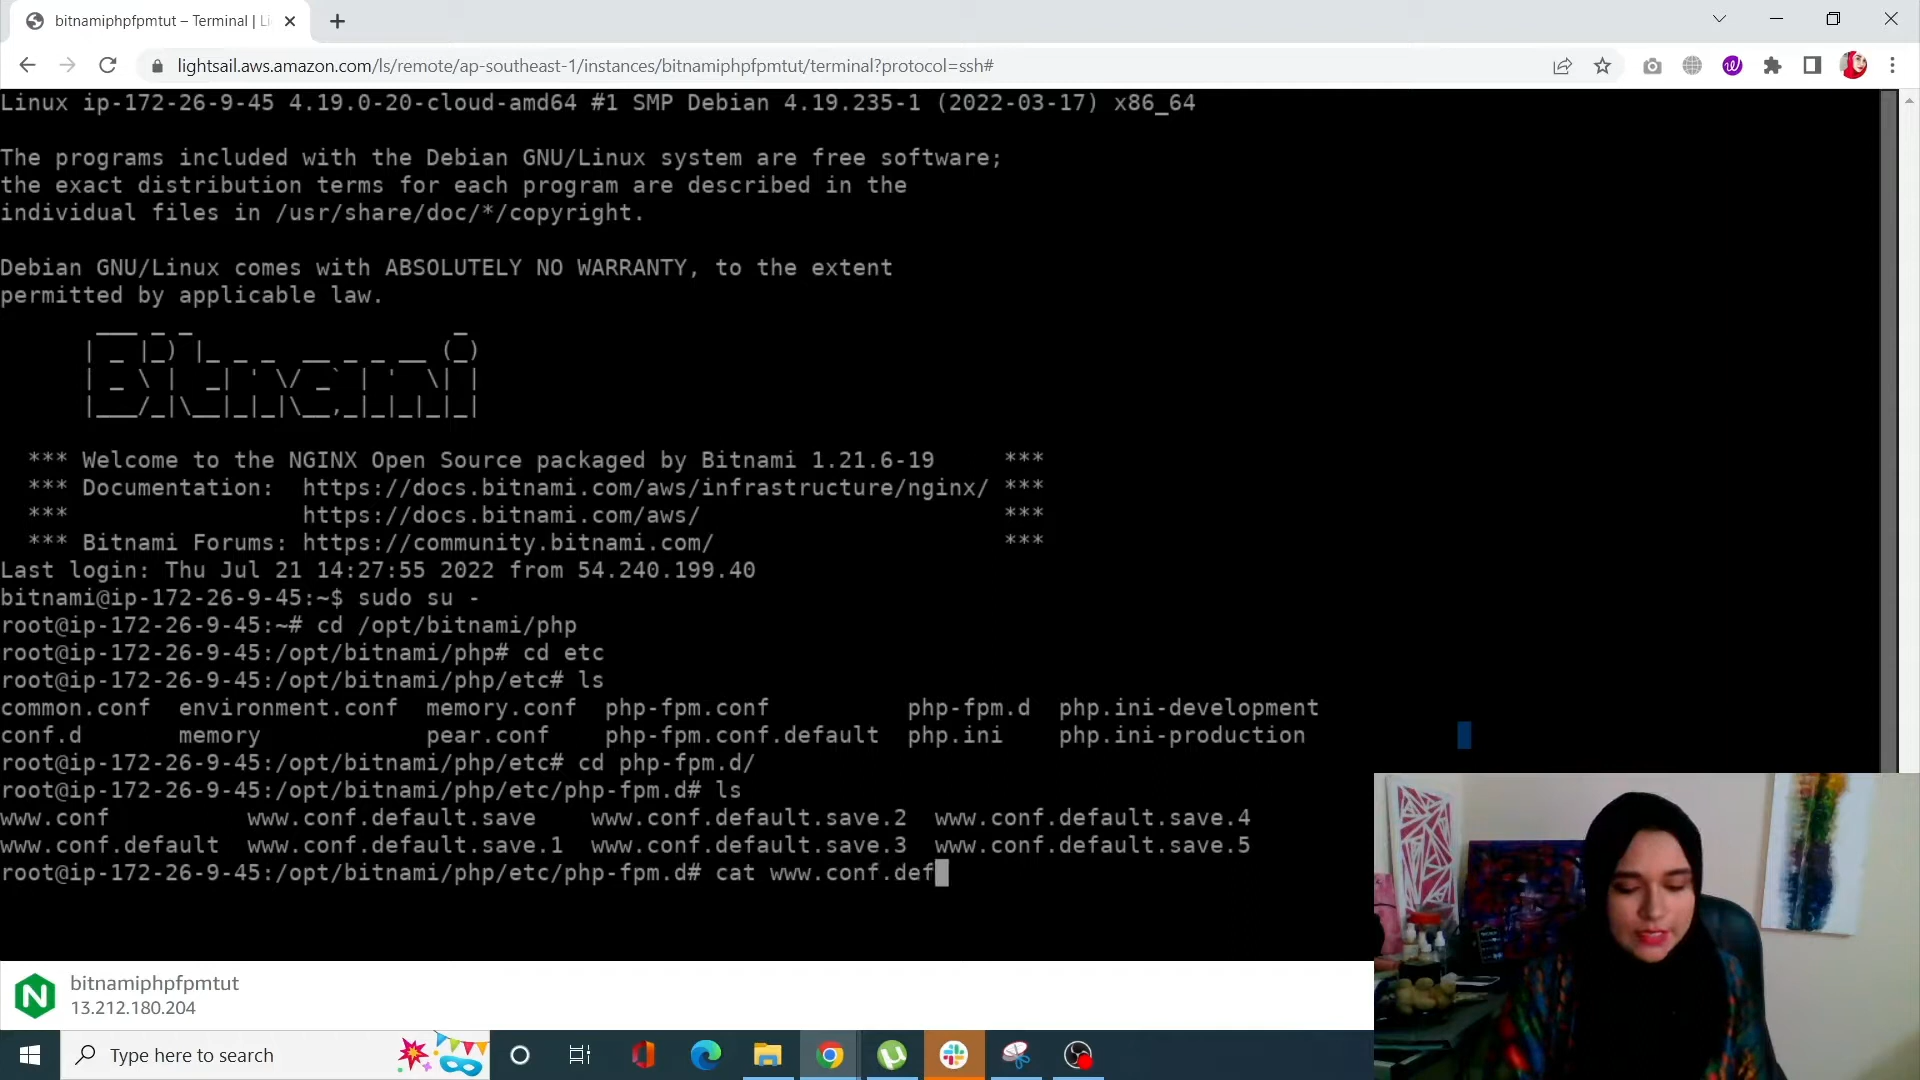 bitnamiphpfpmtut – Terminal | Li
lightsail.aws.amazon.com/ls/remote/ap-southeast-1/instances/bitnamiphpfpmtut/terminal?protocol=ssh#
Linux ip-172-26-9-45 4.19.0-20-cloud-amd64 #1 SMP Debian 4.19.235-1 (2022-03-17) x86_64
The programs included with the Debian GNU/Linux system are free software;
the exact distribution terms for each program are described in the
individual files in /usr/share/doc/*/copyright.
Debian GNU/Linux comes with ABSOLUTELY NO WARRANTY, to the extent
permitted by applicable law.
Bitnami
*** Welcome to the NGINX Open Source packaged by Bitnami 1.21.6-19 ***
*** Documentation: https://docs.bitnami.com/aws/infrastructure/nginx/ ***
*** https://docs.bitnami.com/aws/ ***
*** Bitnami Forums: https://community.bitnami.com/ ***
Last login: Thu Jul 21 14:27:55 2022 from 54.240.199.40
bitnami@ip-172-26-9-45:~$ sudo su -
root@ip-172-26-9-45:~# cd /opt/bitnami/php
root@ip-172-26-9-45:/opt/bitnami/php# cd etc
root@ip-172-26-9-45:/opt/bitnami/php/etc# ls
common.conf environment.conf memory.conf php-fpm.conf php-fpm.d php.ini-development
conf.d memory pear.conf php-fpm.conf.default php.ini php.ini-production
root@ip-172-26-9-45:/opt/bitnami/php/etc# cd php-fpm.d/
root@ip-172-26-9-45:/opt/bitnami/php/etc/php-fpm.d# ls
www.conf www.conf.default.save www.conf.default.save.2 www.conf.default.save.4
www.conf.default www.conf.default.save.1 www.conf.default.save.3 www.conf.default.save.5
root@ip-172-26-9-45:/opt/bitnami/php/etc/php-fpm.d# cat www.conf.def
bitnamiphpfpmtut
13.212.180.204
Type here to search